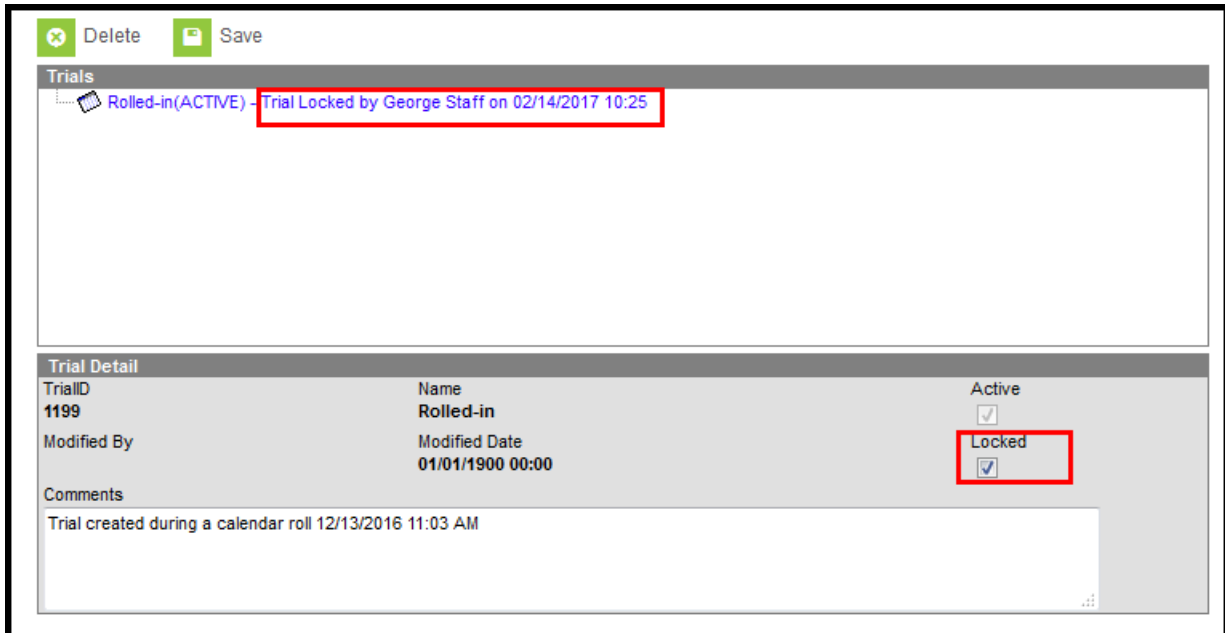 Delete Save
Trials
Rolled-in(ACTIVE) - Trial Locked by George Staff on 02/14/2017 10:25
Trial Detail
TrialID Name Active
1199 Rolled-in
Modified By Modified Date Locked
01/01/1900 00:00
Comments
Trial created during a calendar roll 12/13/2016 11:03 AM